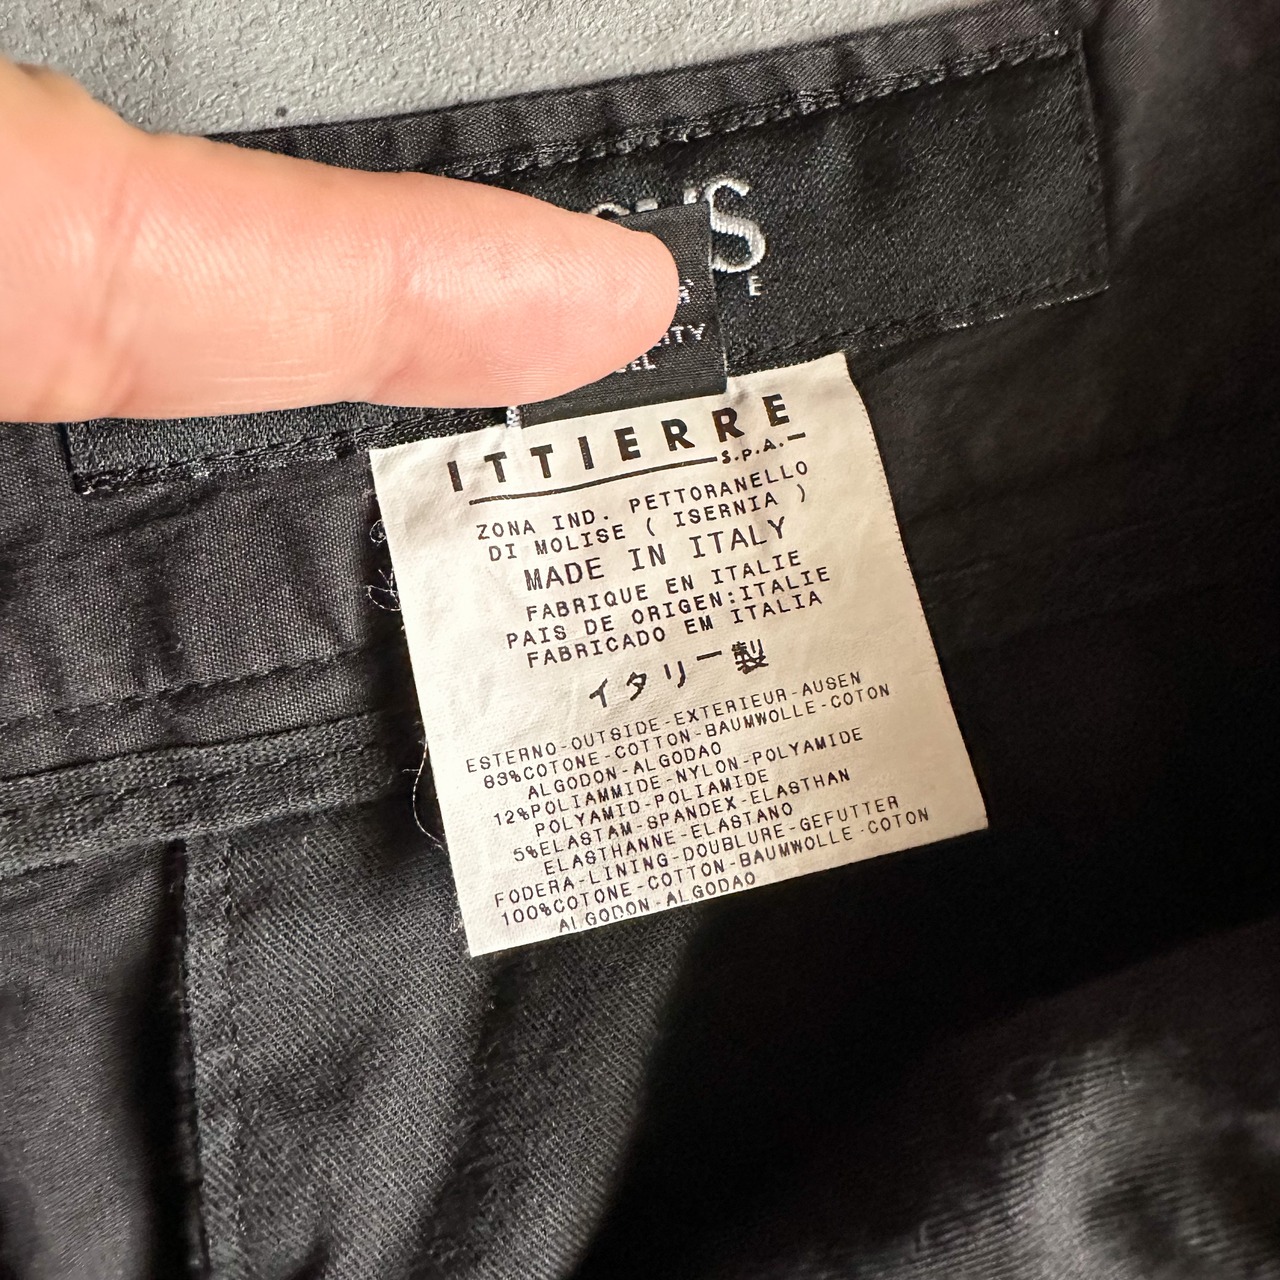 'S
E
ITTIERRE
S.P.A.
ZONA IND. PETTORANELLO
DI MOLISE ( ISERNIA )
MADE IN ITALY
FABRIQUE EN ITALIE
PAIS DE ORIGEN:ITALIE
FABRICADO EM ITALIA
イタリー製
ESTERNO-OUTSIDE-EXTERIEUR-AUSEN
83%COTONE-COTTON-BAUMWOLLE-COTON
ALGODON-ALGODAO
12%POLIAMMIDE-NYLON-POLYAMIDE
POLYAMID-POLIAMIDE
5%ELASTAM-SPANDEX-ELASTHAN
ELASTHANNE-ELASTANO
FODERA-LINING-DOUBLURE-GEFUTTER
100%COTONE-COTTON-BAUMWOLLE-COTON
ALGODON-ALGODAO